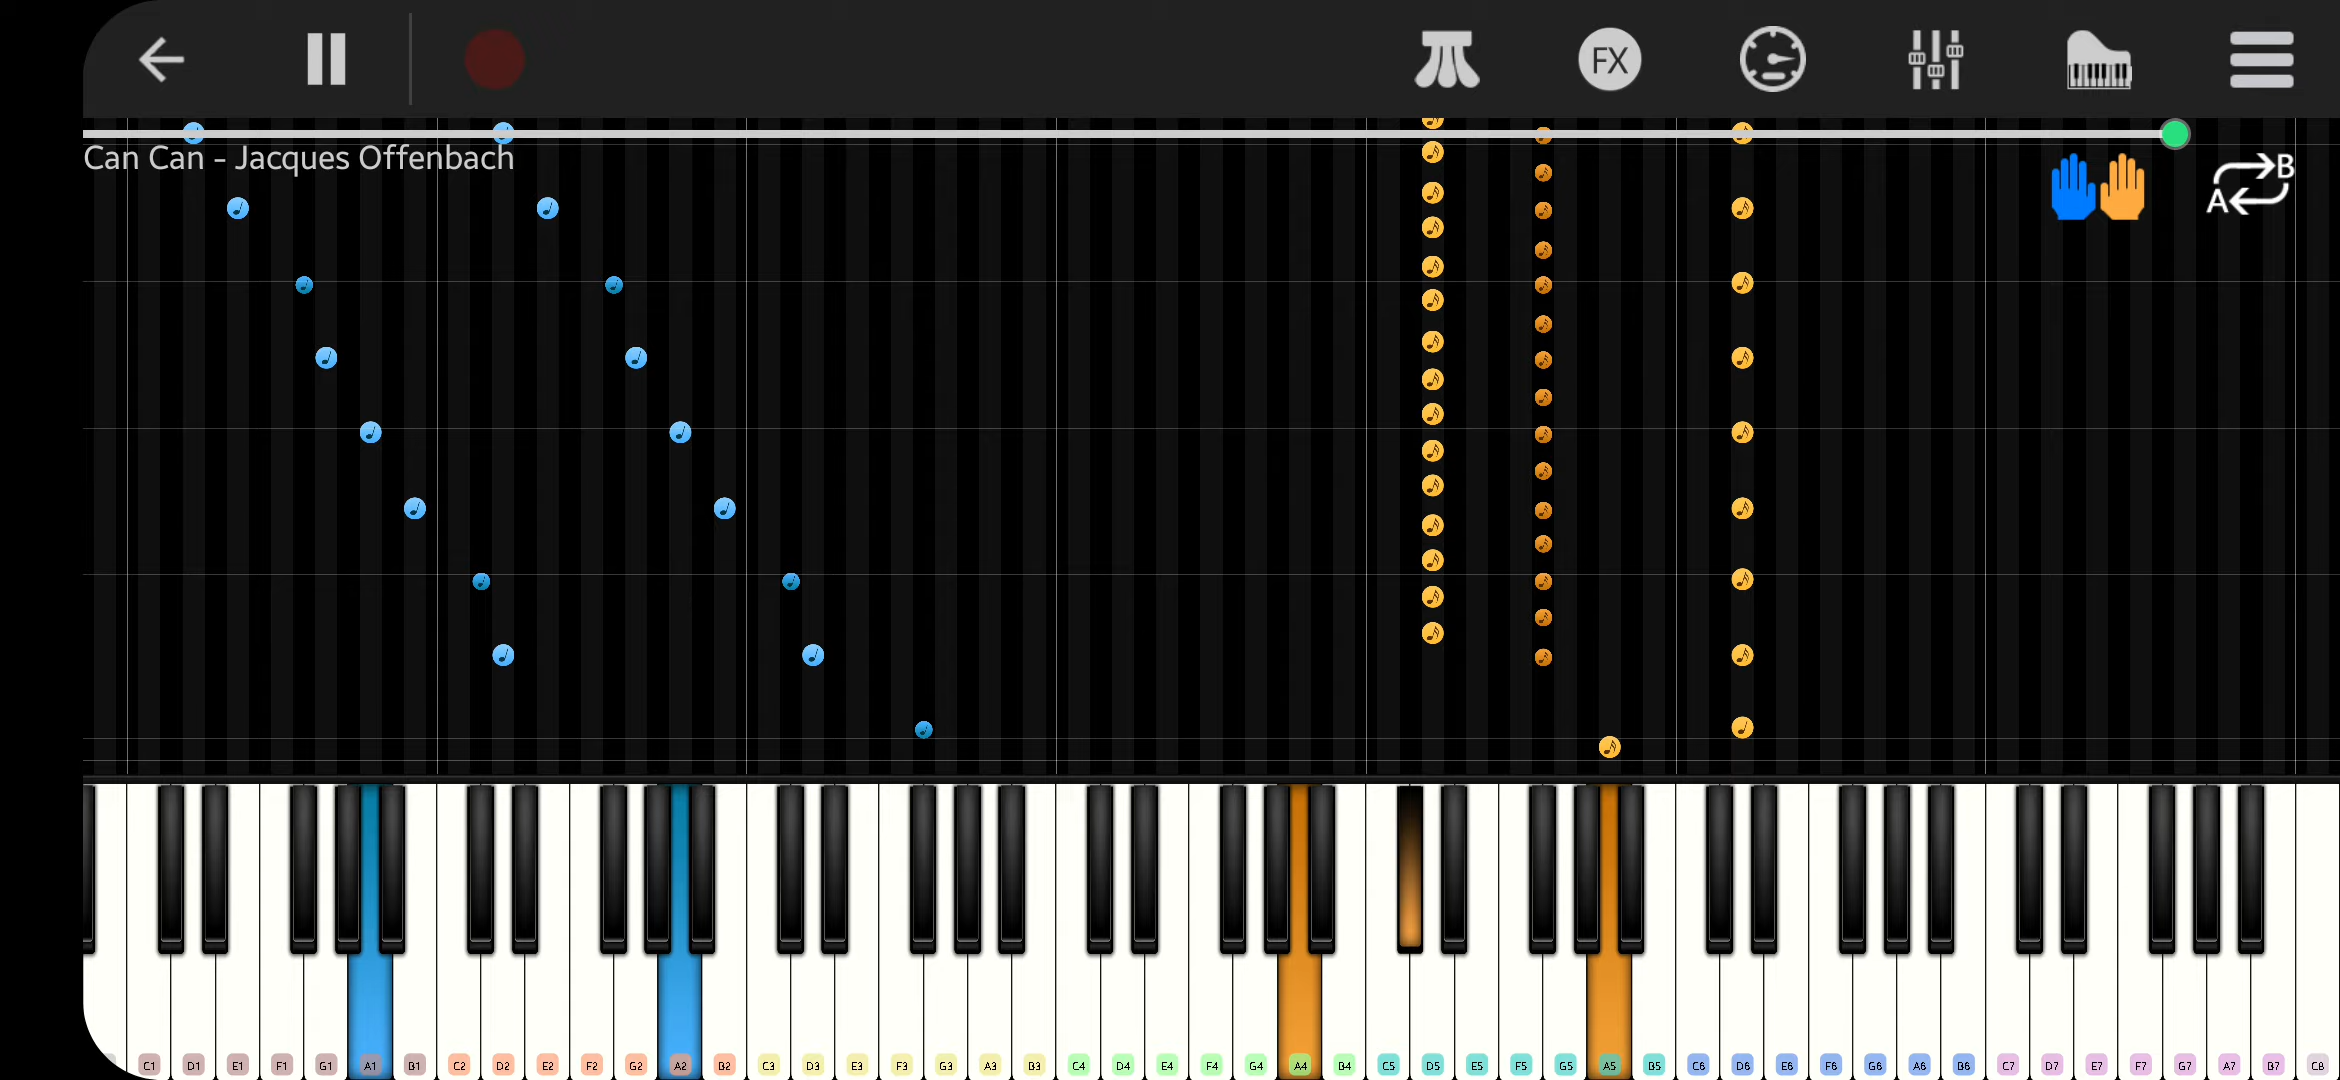 FX
Can Can - Jacques Offenbach
A B
C1 D1 E1 F1 G1 A1 B1 C2 D2 E2 F2 G2 A2 B2 C3 D3 E3 F3 G3 A3 B3 C4 D4 E4 F4 G4 A4 B4 C5 D5 E5 F5 G5 A5 B5 C6 D6 E6 F6 G6 A6 B6 C7 D7 E7 F7 G7 A7 B7 C8